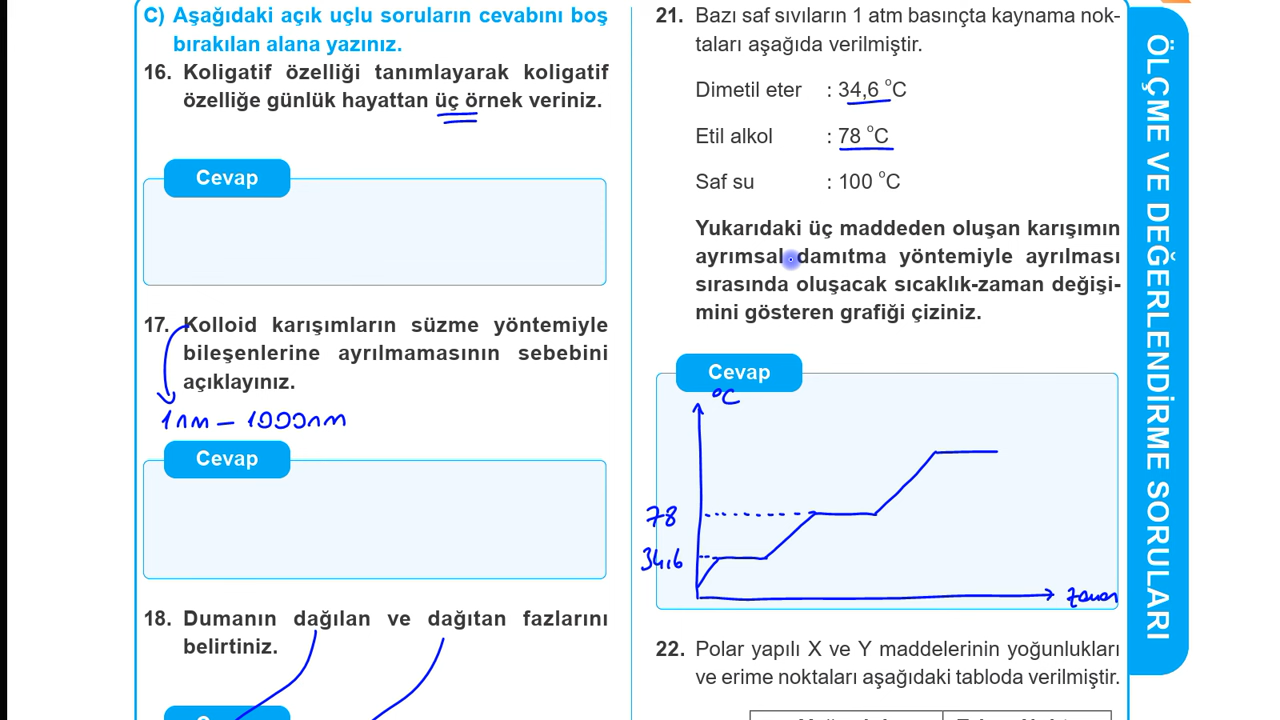 C) Aşağıdaki açık uçlu soruların cevabını boş
bırakılan alana yazınız.
16. Koligatif özelliği tanımlayarak koligatif
özelliğe günlük hayattan üç örnek veriniz.
Cevap
17. Kolloid karışımların süzme yöntemiyle
bileşenlerine ayrılmamasının sebebini
açıklayınız.
1nm - 1000nm
Cevap
18. Dumanın dağılan ve dağıtan fazlarını
belirtiniz.
21. Bazı saf sıvıların 1 atm basınçta kaynama nok-
taları aşağıda verilmiştir.
Dimetil eter : 34,6 °C
Etil alkol : 78 °C
Saf su : 100 °C
Yukarıdaki üç maddeden oluşan karışımın
ayrımsal damıtma yöntemiyle ayrılması
sırasında oluşacak sıcaklık-zaman değişi-
mini gösteren grafiği çiziniz.
Cevap
°C
78
34,6
zaman
22. Polar yapılı X ve Y maddelerinin yoğunlukları
ve erime noktaları aşağıdaki tabloda verilmiştir.
ÖLÇME VE DEĞERLENDİRME SORULARI